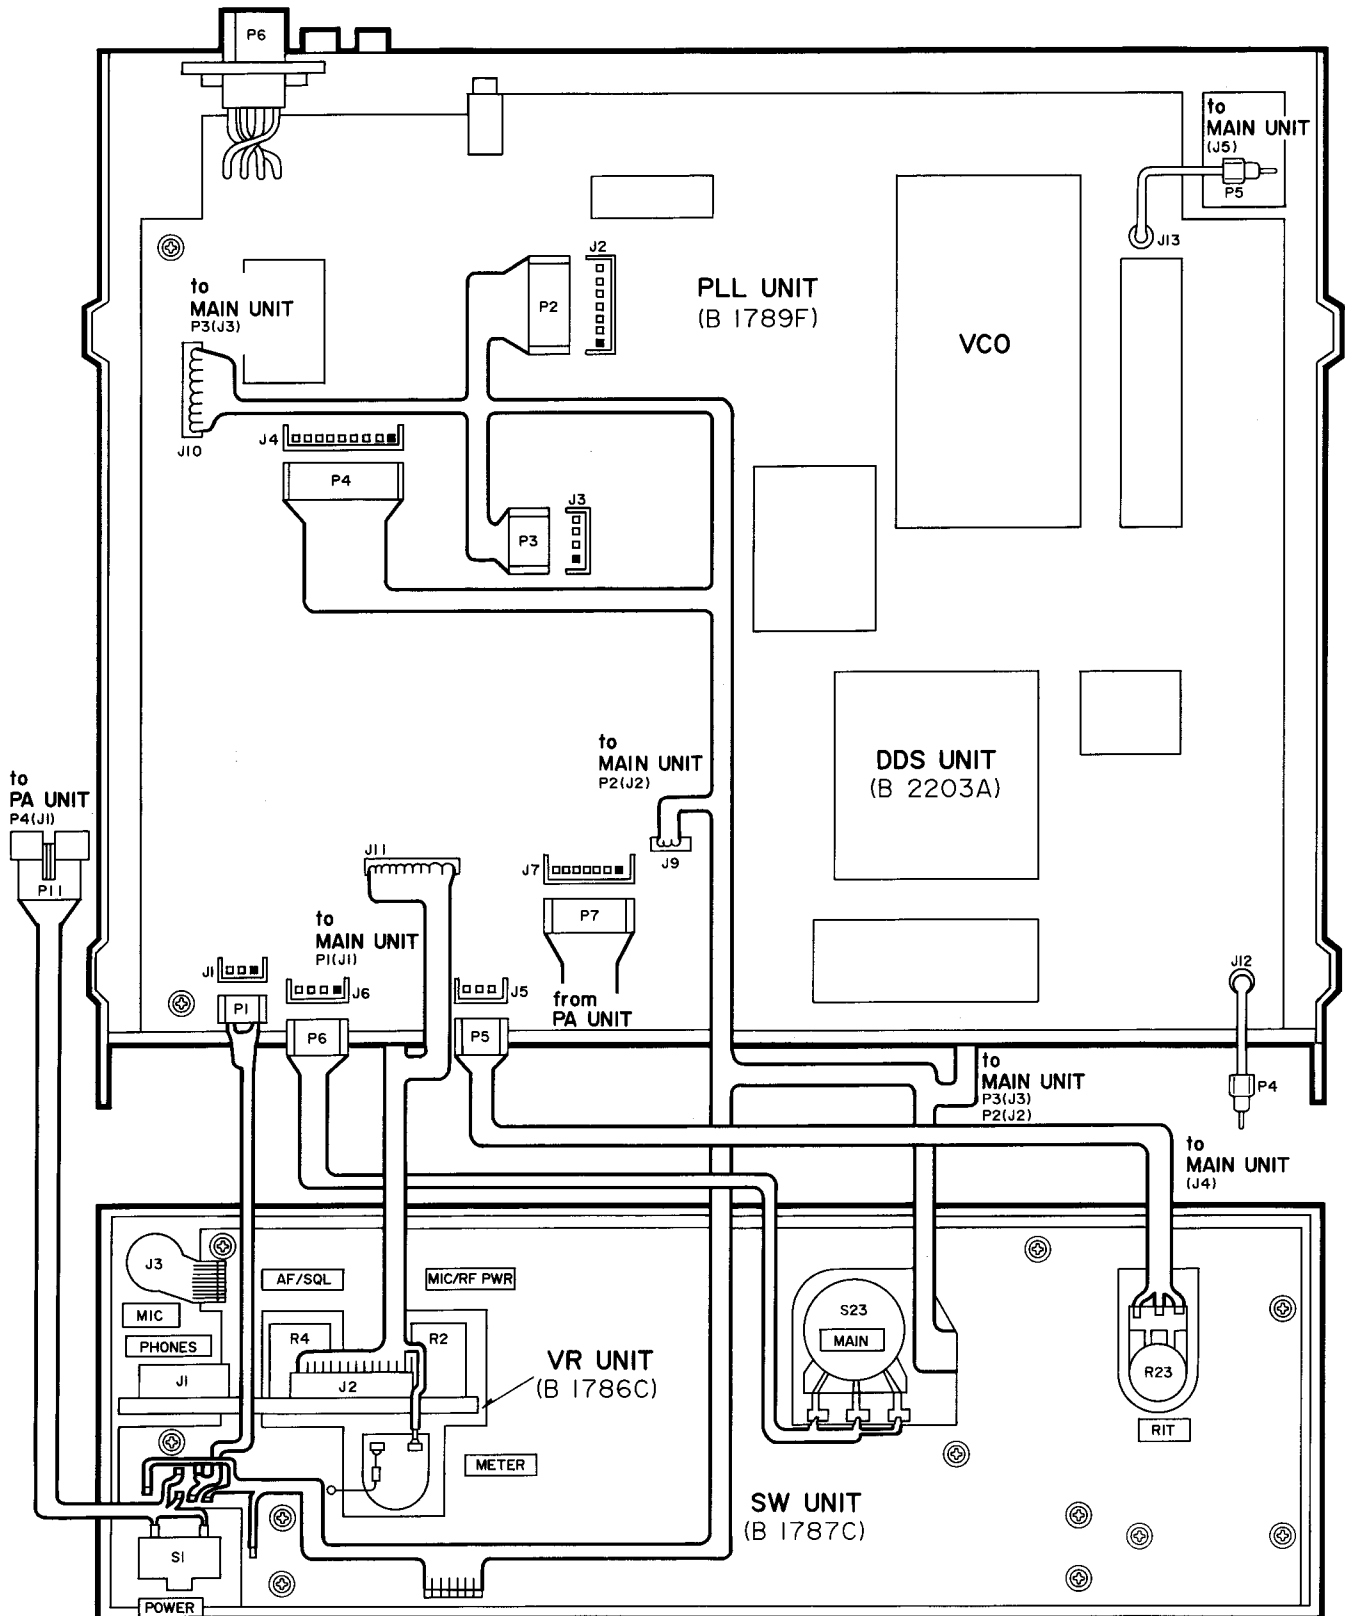 P6
to
MAIN UNIT
(J5)
P5
J13
J2
P2
PLL UNIT
(B 1789F)
VCO
to
MAIN UNIT
P3(J3)
J10
J4
P4
J3
P3
to
MAIN UNIT
P2(J2)
DDS UNIT
(B 2203A)
to
PA UNIT
P4(J1)
P11
J11
J7
J9
P7
to
MAIN UNIT
P1(J1)
from
PA UNIT
J1
P1
J6
P6
J5
P5
J12
P4
to
MAIN UNIT
P3(J3)
P2(J2)
to
MAIN UNIT
(J4)
J3
MIC
PHONES
J1
AF/SQL
MIC/RF PWR
R4
R2
J2
VR UNIT
(B 1786C)
S23
MAIN
R23
RIT
METER
SW UNIT
(B 1787C)
S1
POWER